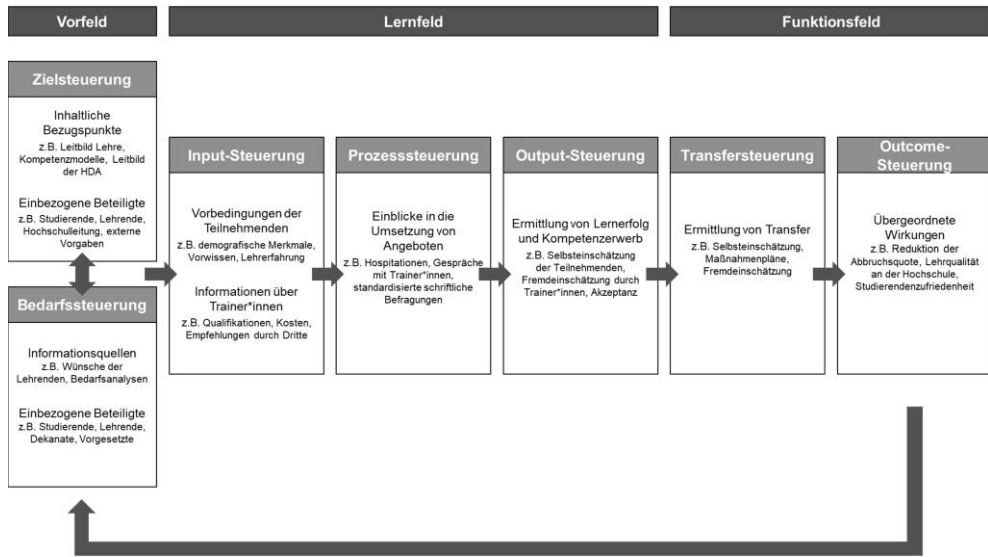 Vorfeld
Lernfeld
Funktionsfeld
Zielsteuerung
Inhaltliche
Bezugspunkte
z.B. Leitbild Lehre,
Kompetenzmodelle, Leitbild
der HDA
Einbezogene Beteiligte
z.B. Studierende, Lehrende,
Hochschulleitung, externe
Vorgaben
Bedarfssteuerung
Informationsquellen
z.B. Wünsche der
Lehrenden, Bedarfsanalysen
Einbezogene Beteiligte
z.B. Studierende, Lehrende,
Dekanate, Vorgesetzte
Input-Steuerung
Vorbedingungen der
Teilnehmenden
z.B. demografische Merkmale,
Vorwissen, Lehrerfahrung
Informationen über
Trainer*innen
z.B. Qualifikationen, Kosten,
Empfehlungen durch Dritte
Prozesssteuerung
Einblicke in die
Umsetzung von
Angeboten
z.B. Hospitationen, Gespräche
mit Trainer*innen,
standardisierte schriftliche
Befragungen
Output-Steuerung
Ermittlung von Lernerfolg
und Kompetenzerwerb
z.B. Selbsteinschätzung
der Teilnehmenden,
Fremdeinschätzung durch
Trainer*innen, Akzeptanz
Transfersteuerung
Ermittlung von Transfer
z.B. Selbsteinschätzung,
Maßnahmenpläne,
Fremdeinschätzung
Outcome-
Steuerung
Übergeordnete
Wirkungen
z.B. Reduktion der
Abbruchsquote, Lehrqualität
an der Hochschule,
Studierendenzufriedenheit